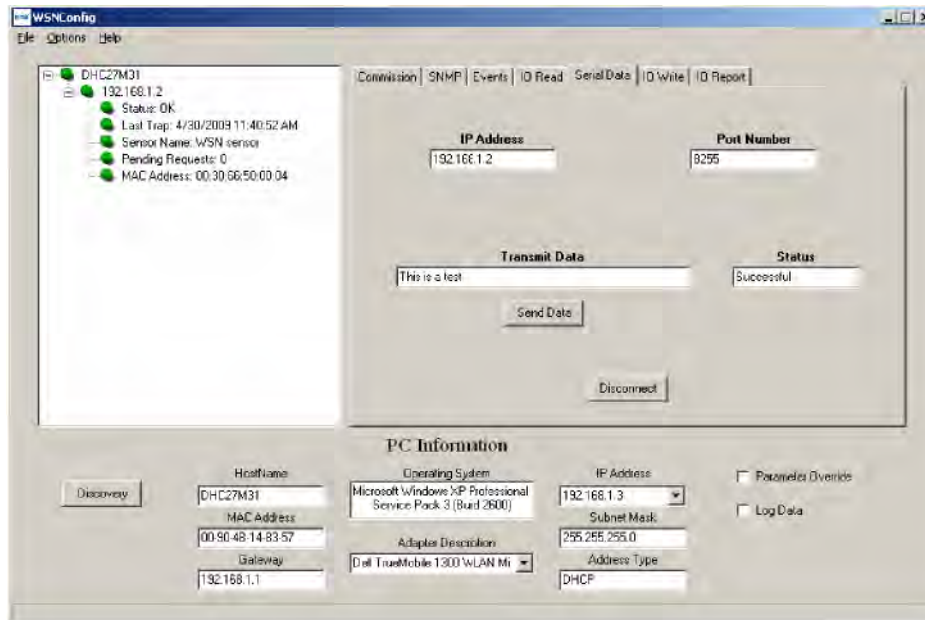 WSNConfig
File Options Help
DHC27M31
192.168.1.2
Status: OK
Last Trap: 4/30/2009 11:40:52 AM
Sensor Name: WSN sensor
Pending Requests: 0
MAC Address: 00:30:66:50:00:04
Commission SNMP Events IO Read Serial Data IO Write IO Report
IP Address Port Number
192.168.1.2 8255
Transmit Data Status
This is a test Successful
Send Data
Disconnect
PC Information
Discovery
HostName
DHC27M31
MAC Address
00-90-4B-14-83-57
Gateway
192.168.1.1
Operating System
Microsoft Windows XP Professional
Service Pack 3 (Build 2600)
Adapter Description
Dell TrueMobile 1300 WLAN Mi
IP Address
192.168.1.3
Subnet Mask
255.255.255.0
Address Type
DHCP
Parameter Override
Log Data